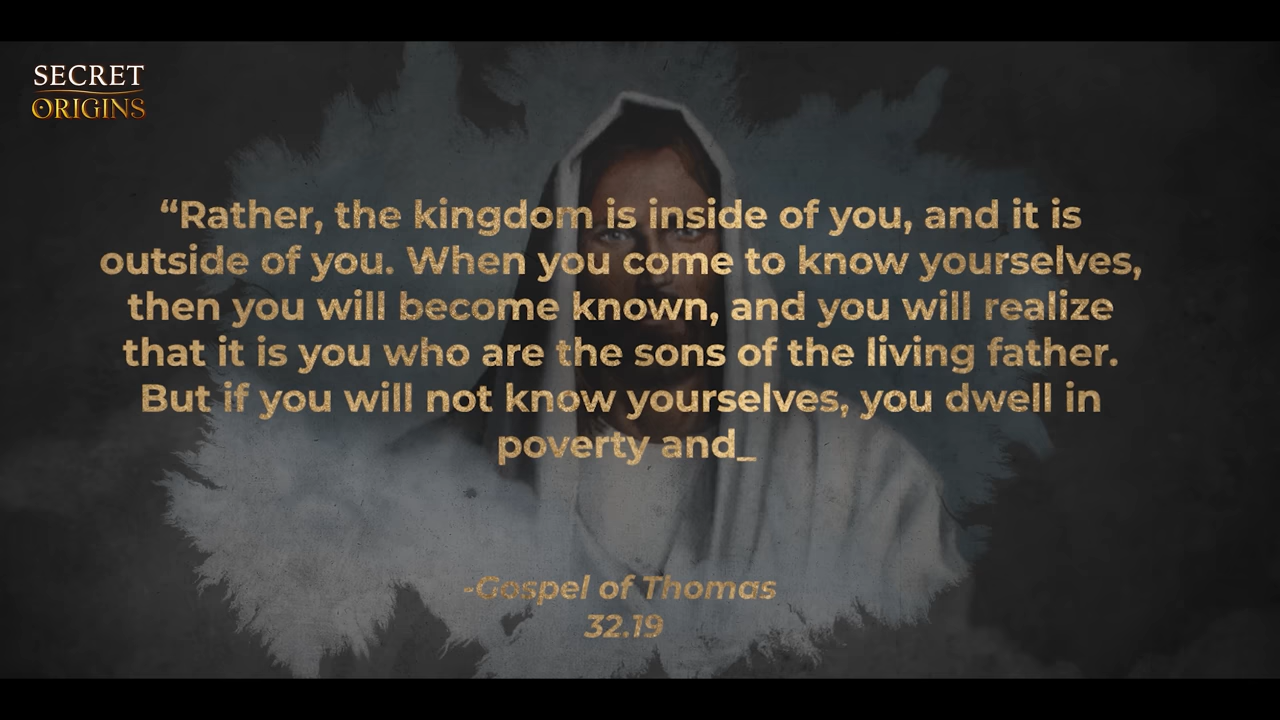 SECRET
ORIGINS
“Rather, the kingdom is inside of you, and it is
outside of you. When you come to know yourselves,
then you will become known, and you will realize
that it is you who are the sons of the living father.
But if you will not know yourselves, you dwell in
poverty and_
-Gospel of Thomas
32.19